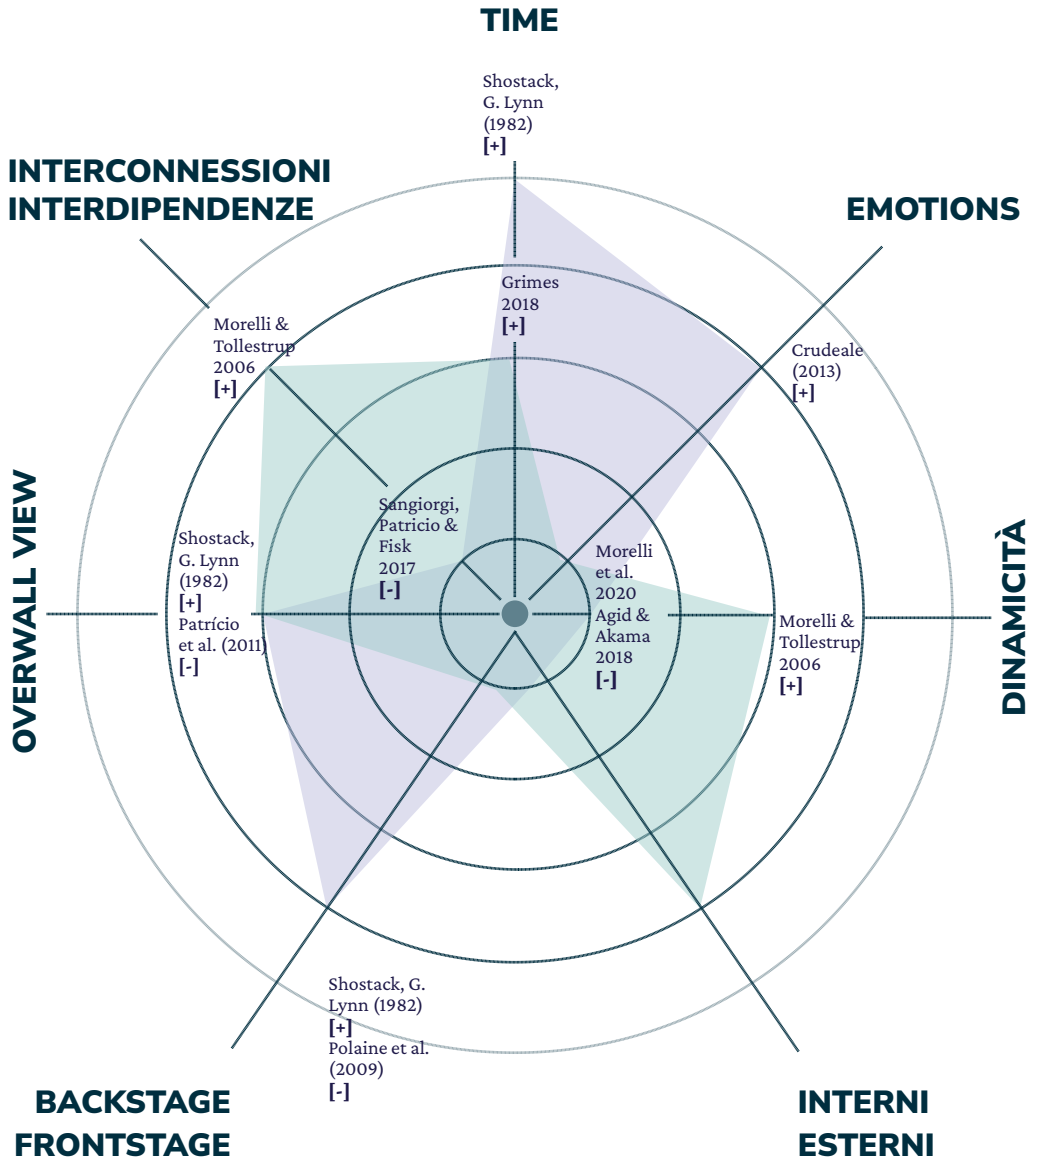 TIME
Shostack,
G. Lynn
(1982)
[+]
INTERCONNESSIONI
INTERDIPENDENZE
EMOTIONS
Grimes
2018
[+]
Morelli &
Tollestrup
2006
[+]
Crudeale
(2013)
[+]
OVERWALL VIEW
Sangiorgi,
Patricio &
Fisk
2017
[-]
Shostack,
G. Lynn
(1982)
[+]
Patrício
et al. (2011)
[-]
Morelli
et al.
2020
Agid &
Akama
2018
[-]
Morelli &
Tollestrup
2006
[+]
DINAMICITÀ
Shostack, G.
Lynn (1982)
[+]
Polaine et al.
(2009)
[-]
BACKSTAGE
FRONTSTAGE
INTERNI
ESTERNI